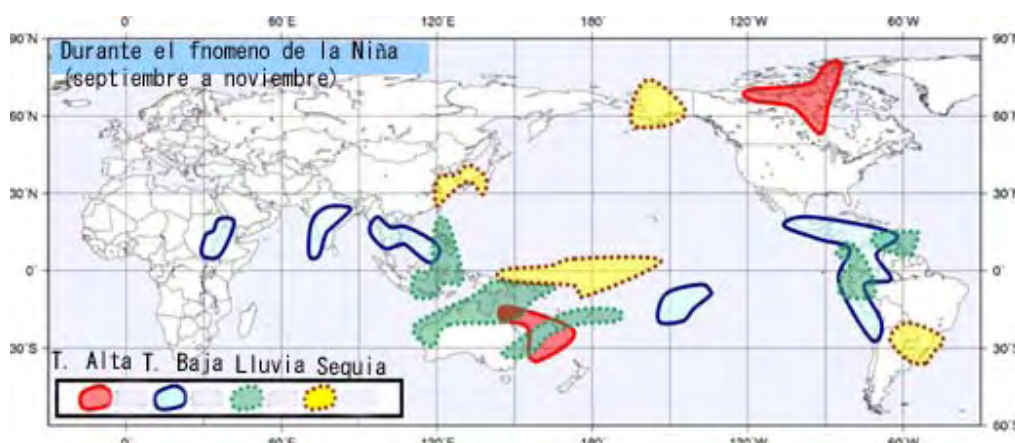 Durante el fnomeno de la Niña
(septiembre a noviembre)
90°N
60°N
30°N
0°
30°S
60°S
90°N
60°N
30°N
0°
30°S
60°S
0° 60°E 120°E 180° 120°W 60°W
T. Alta T. Baja Lluvia Sequia
0° 60°E 120°E 180° 120°W 60°W